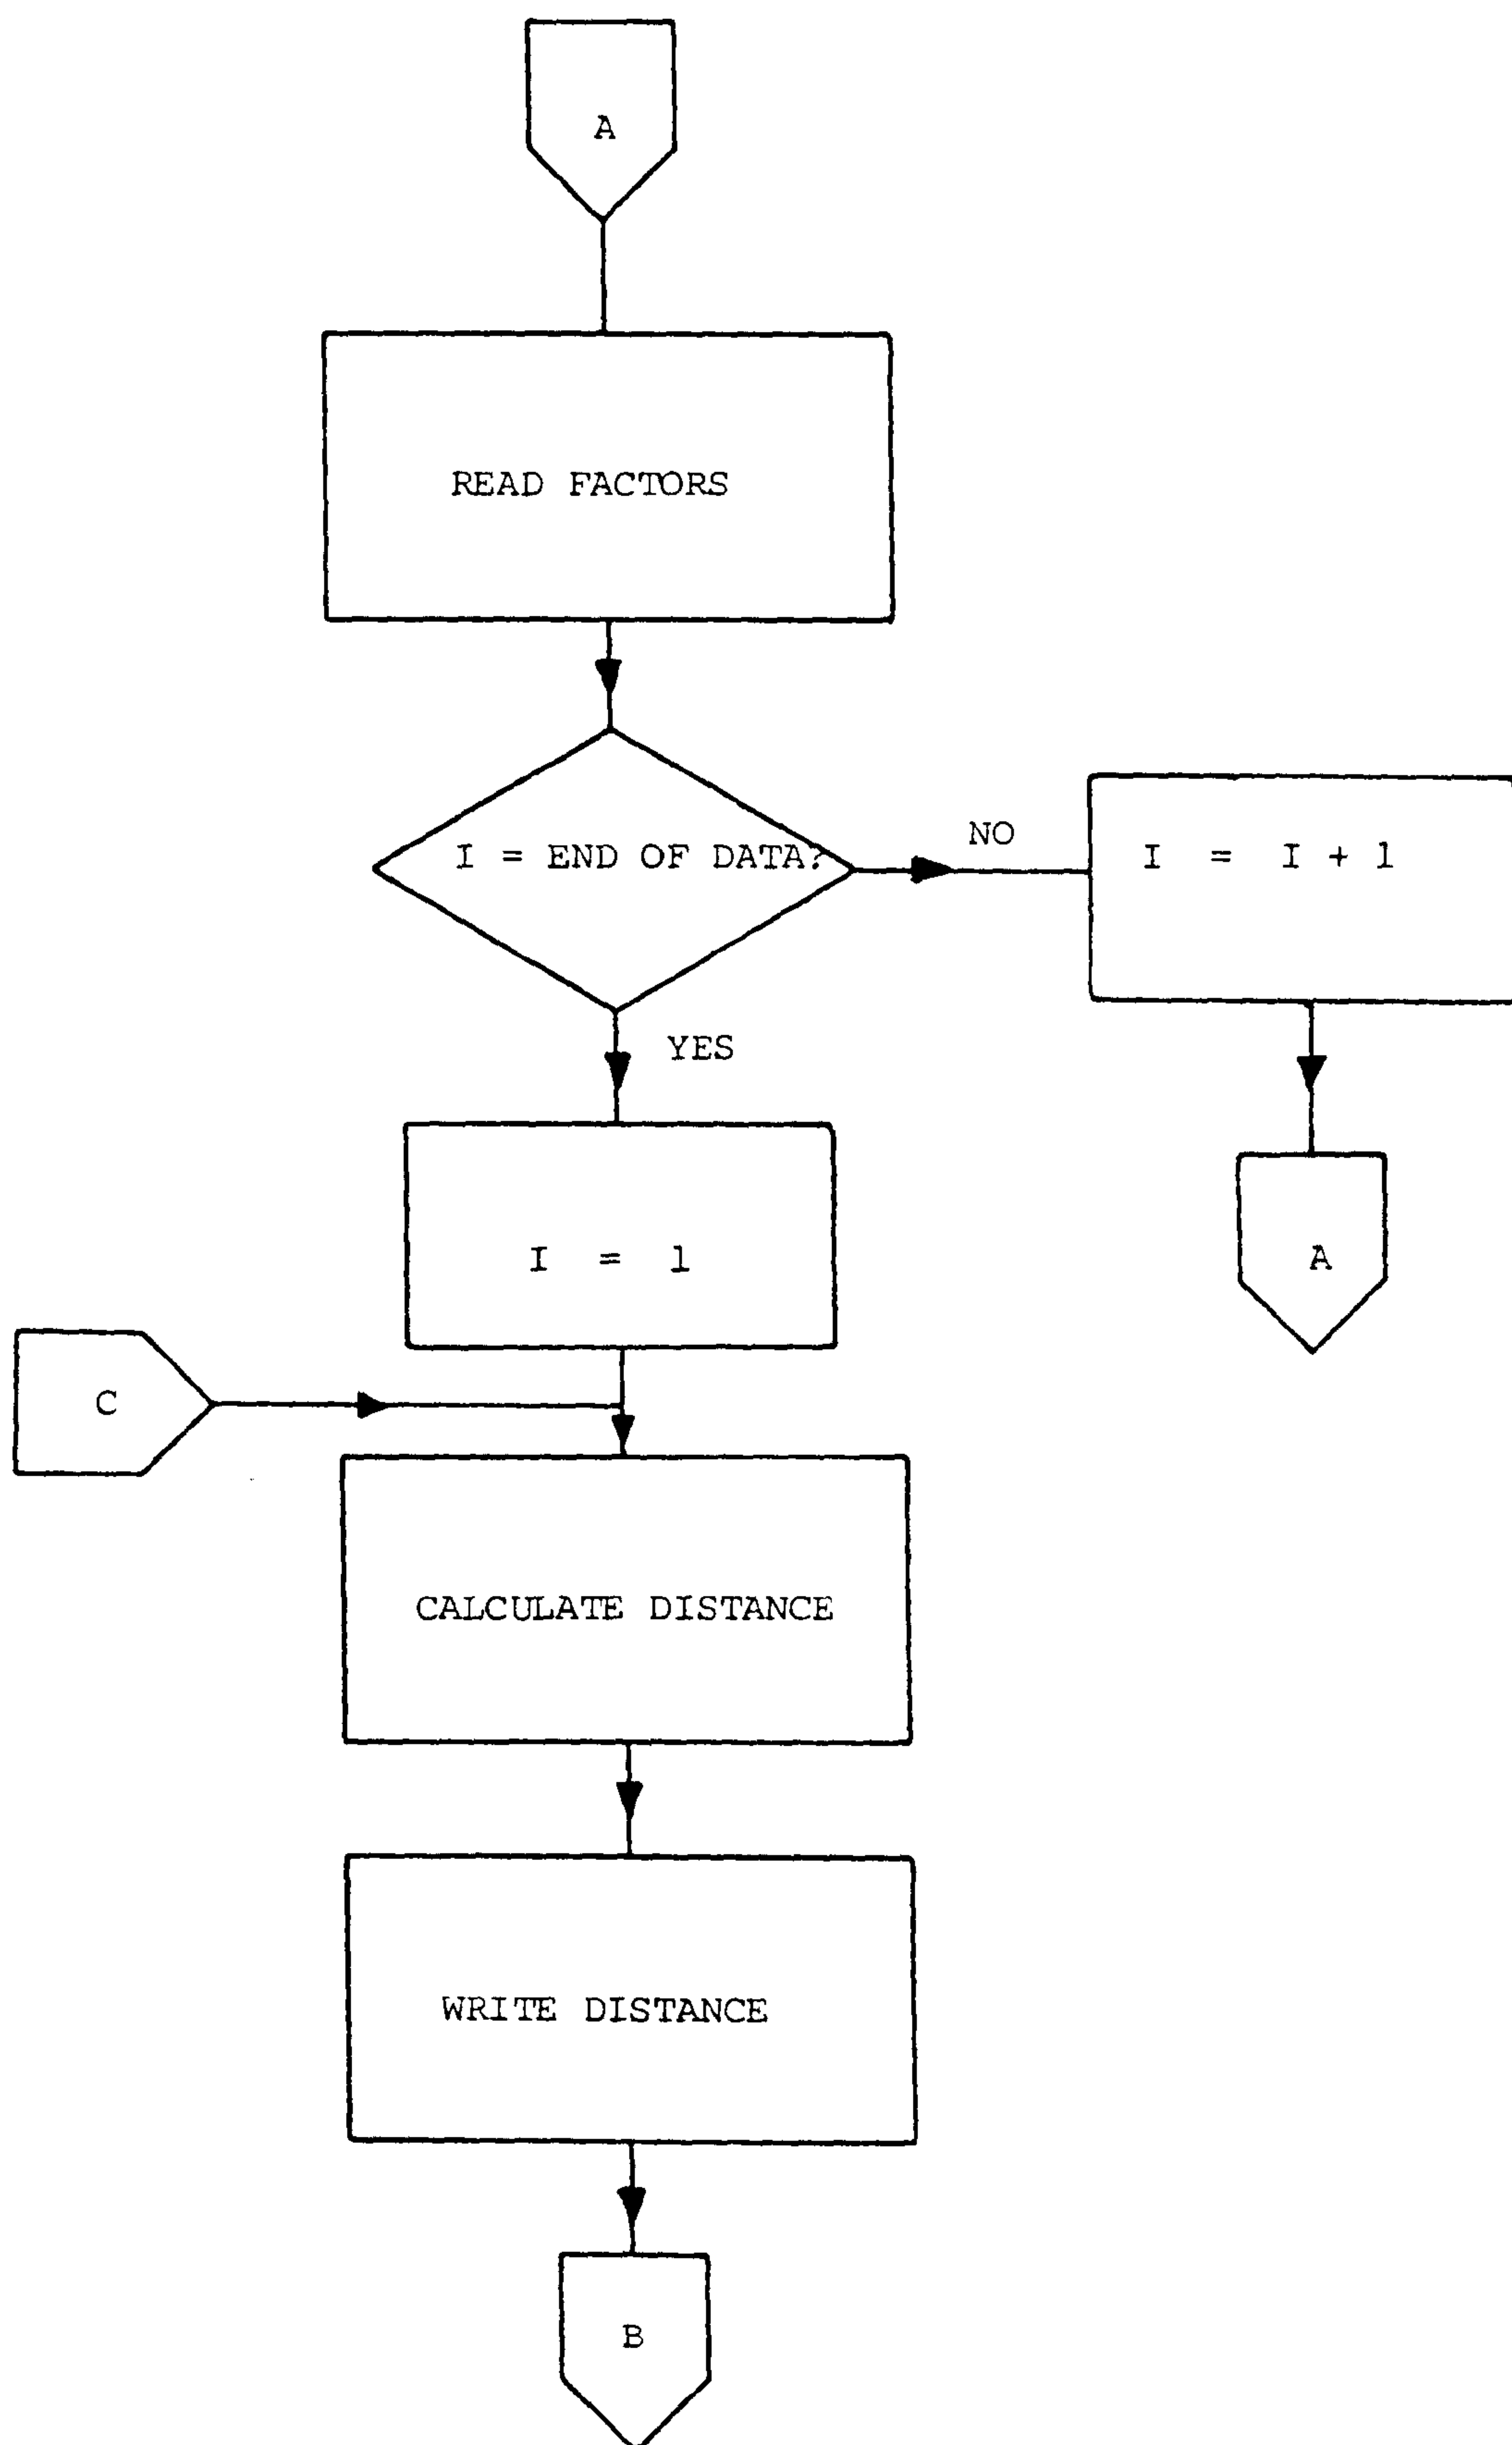 A
READ FACTORS
I = END OF DATA?
NO
I = I + 1
YES
I = 1
A
C
CALCULATE DISTANCE
WRITE DISTANCE
B